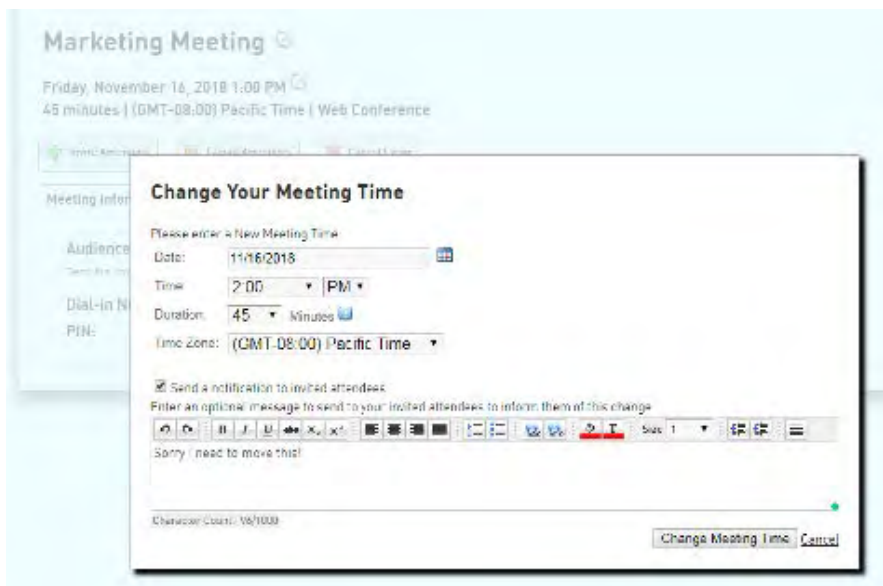 Marketing Meeting
Friday, November 16, 2018 1:00 PM
45 minutes | (GMT-08:00) Pacific Time | Web Conference
Meeting Infor
Change Your Meeting Time
Please enter a New Meeting Time
Audience
Date: 11/16/2018
Time: 2:00 PM
Dial-in N
Duration: 45 Minutes
PIN:
Time Zone: (GMT-08:00) Pacific Time
Send a notification to invited attendees
Enter an optional message to send to your invited attendees to inform them of this change
B I U abc X₂ X² Size 1
Sorry I need to move this!
Character Count: /1000
Change Meeting Time Cancel